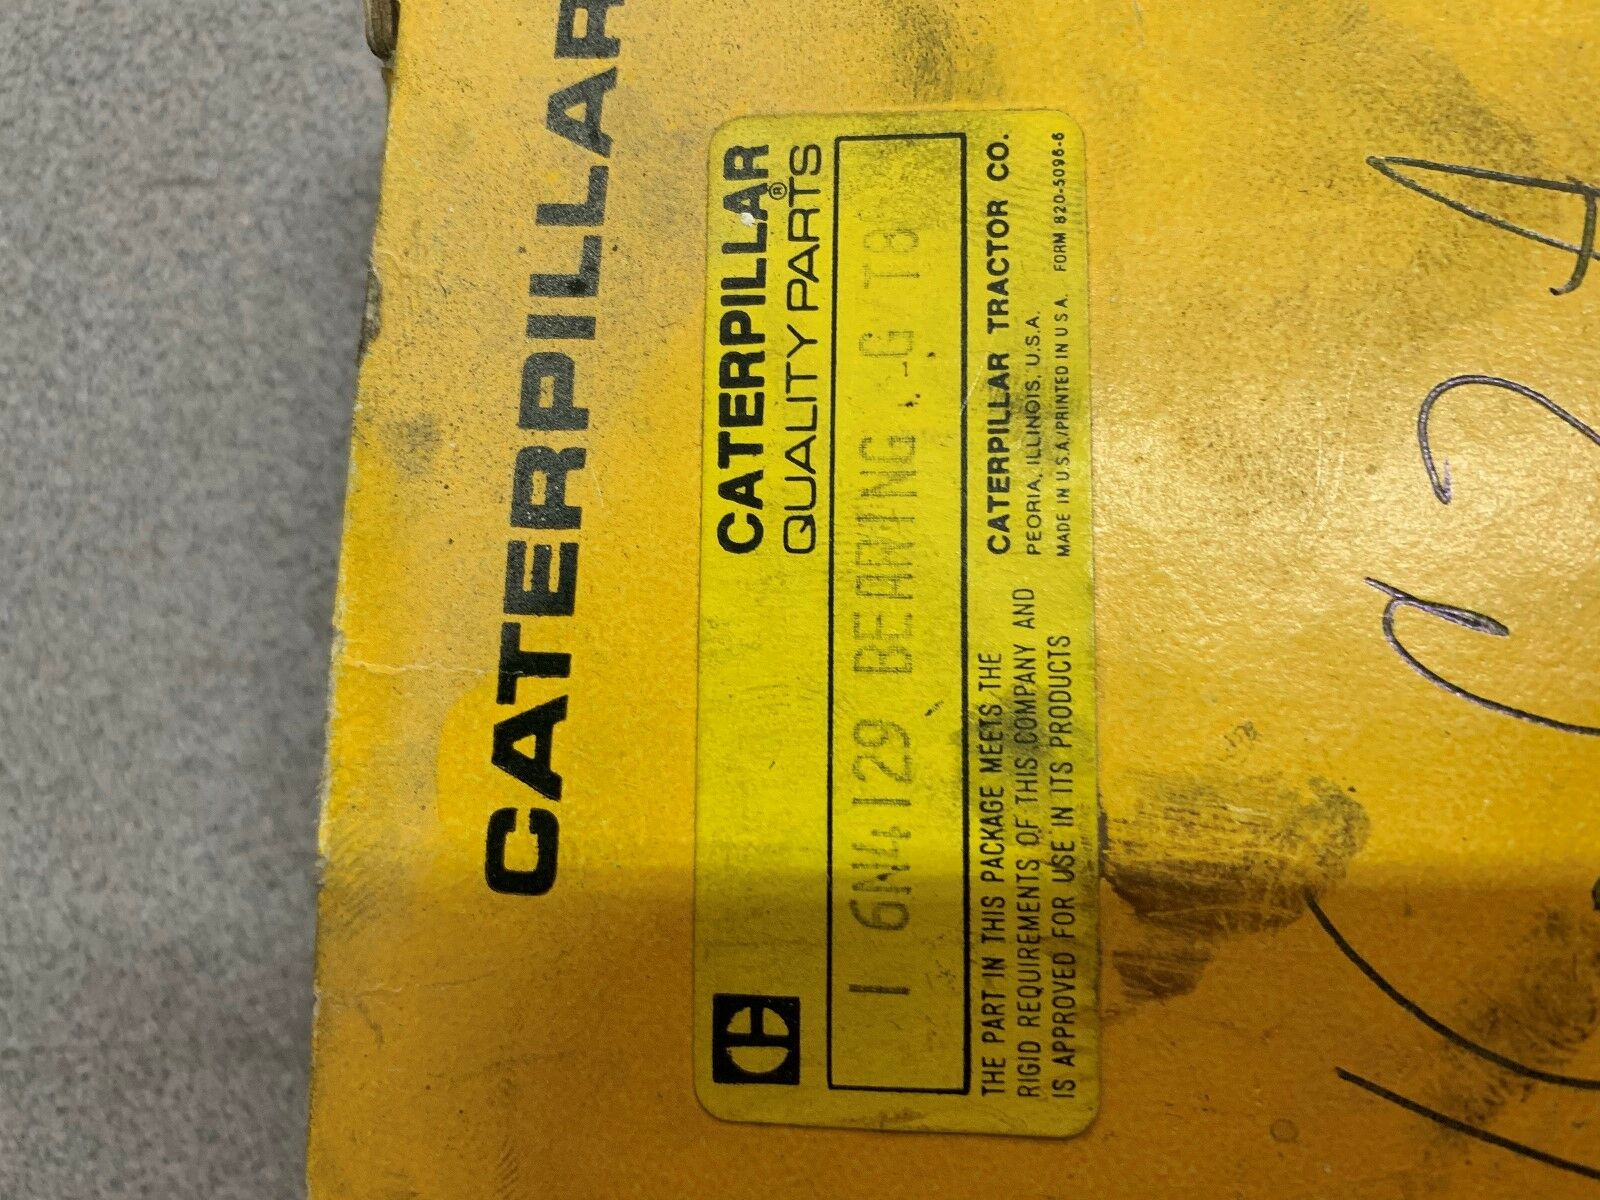 CATERPILLAR
CATERPILLAR®
QUALITY PARTS
1 6N4129 BEARING G/T8
THE PART IN THIS PACKAGE MEETS THE
RIGID REQUIREMENTS OF THIS COMPANY AND
IS APPROVED FOR USE IN ITS PRODUCTS
CATERPILLAR TRACTOR CO.
PEORIA, ILLINOIS, U.S.A.
MADE IN U.S.A./PRINTED IN U.S.A. FORM 820-5096-6